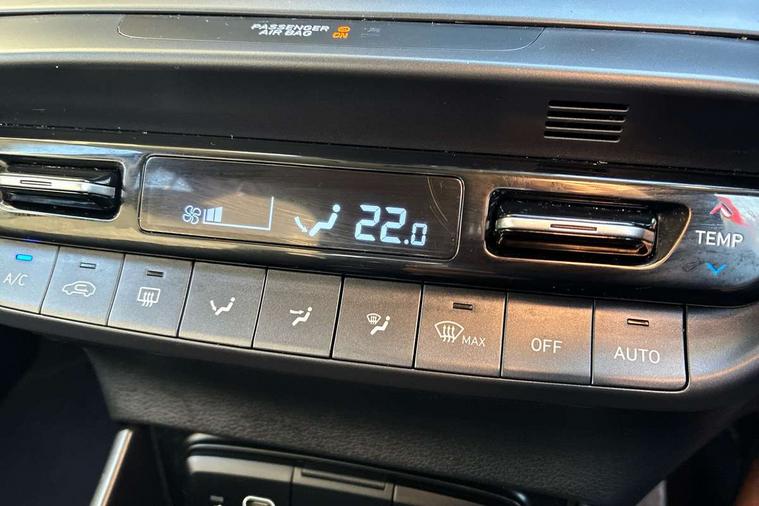 PASSENGER
AIR BAG ON
22.0
TEMP
A/C
MAX
OFF
AUTO